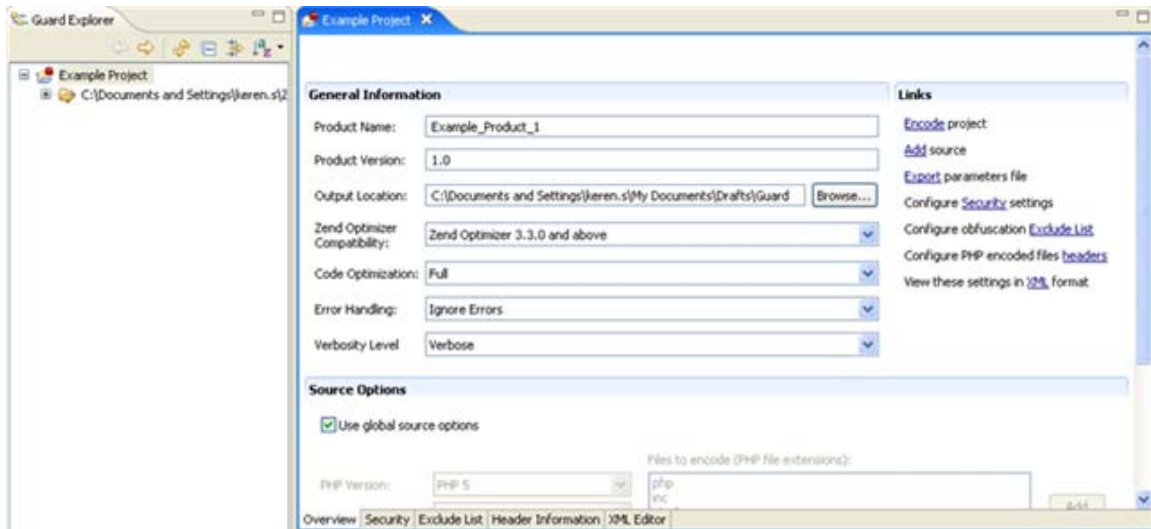 Guard Explorer
Example Project
C:\Documents and Settings\keren.s\2
Example Project
General Information
Product Name:
Example_Product_1
Product Version:
1.0
Output Location:
C:\Documents and Settings\keren.s\My Documents\Drafts\Guard
Browse...
Zend Optimizer
Compatibility:
Zend Optimizer 3.3.0 and above
Code Optimization:
Full
Error Handling:
Ignore Errors
Verbosity Level
Verbose
Links
Encode project
Add source
Export parameters file
Configure Security settings
Configure obfuscation Exclude List
Configure PHP encoded files headers
View these settings in XML format
Source Options
Use global source options
PHP Version:
PHP 5
Files to encode (PHP file extensions):
php
inc
Add
Overview
Security
Exclude List
Header Information
XML Editor